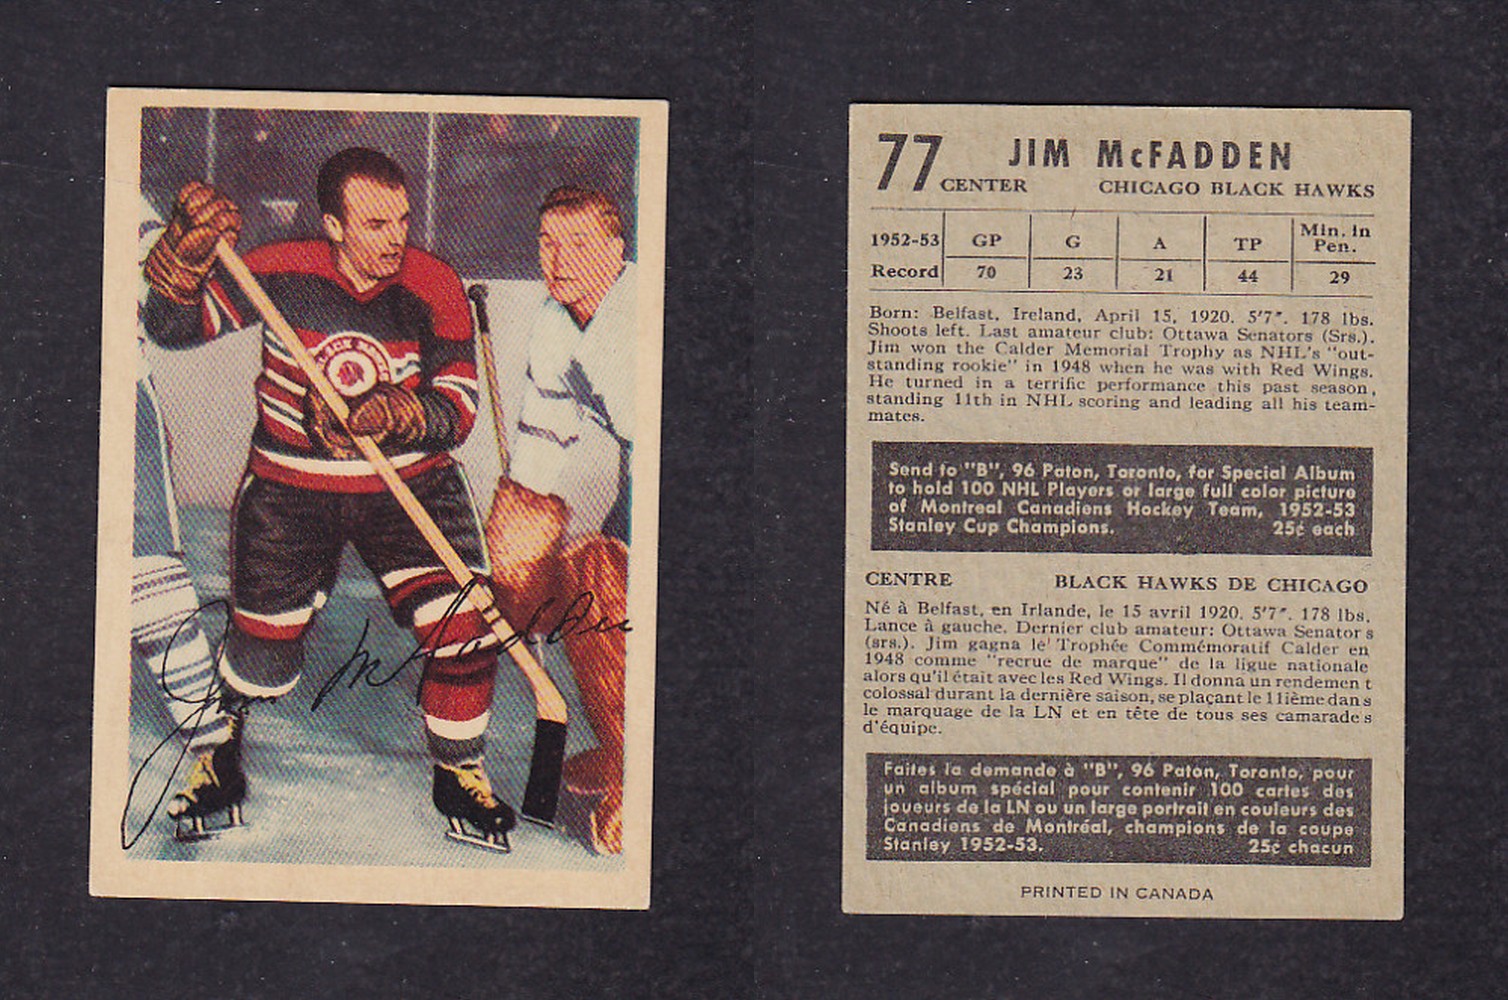 BLACK HAWKS
Jim McFadden
77 JIM McFADDEN
CENTER CHICAGO BLACK HAWKS
1952-53 GP G A TP Min. in Pen.
Record 70 23 21 44 29
Born: Belfast, Ireland, April 15, 1920. 5'7". 178 lbs.
Shoots left. Last amateur club: Ottawa Senators (Srs.).
Jim won the Calder Memorial Trophy as NHL's "out-
standing rookie" in 1948 when he was with Red Wings.
He turned in a terrific performance this past season,
standing 11th in NHL scoring and leading all his team-
mates.
Send to "B", 96 Paton, Toronto, for Special Album
to hold 100 NHL Players or large full color picture
of Montreal Canadiens Hockey Team, 1952-53
Stanley Cup Champions. 25¢ each
CENTRE BLACK HAWKS DE CHICAGO
Né à Belfast, en Irlande, le 15 avril 1920. 5'7". 178 lbs.
Lance à gauche. Dernier club amateur: Ottawa Senators
(srs.). Jim gagna le Trophée Commémoratif Calder en
1948 comme "recrue de marque" de la ligue nationale
alors qu'il était avec les Red Wings. Il donna un rendement
colossal durant la dernière saison, se plaçant le 11ième dans
le marquage de la LN et en tête de tous ses camarades
d'équipe.
Faites la demande à "B", 96 Paton, Toronto, pour
un album spécial pour contenir 100 cartes des
joueurs de la LN ou un large portrait en couleurs des
Canadiens de Montréal, champions de la coupe
Stanley 1952-53. 25¢ chacun
PRINTED IN CANADA